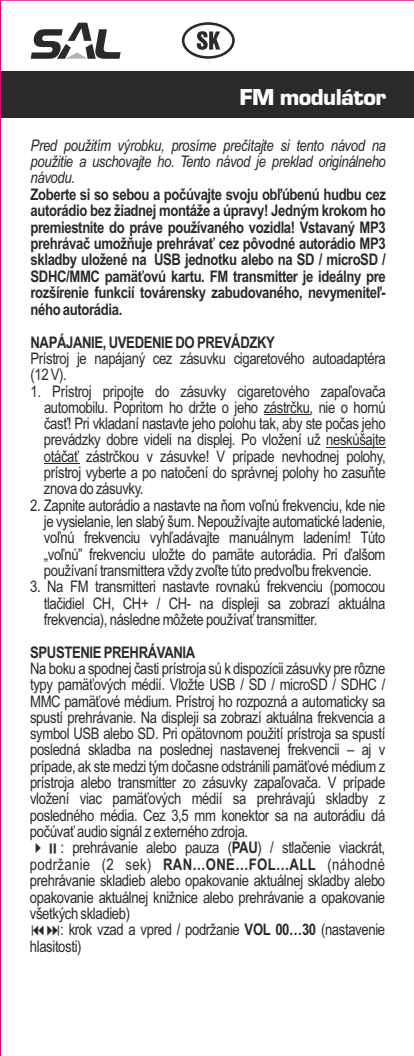 SAL
SK
FM modulátor
Pred použitím výrobku, prosíme prečítajte si tento návod na
použitie a uschovajte ho. Tento návod je preklad originálneho
návodu.
Zoberte si so sebou a počúvajte svoju obľúbenú hudbu cez
autorádio bez žiadnej montáže a úpravy! Jedným krokom ho
premiestnite do práve používaného vozidla! Vstavaný MP3
prehrávač umožňuje prehrávať cez pôvodné autorádio MP3
skladby uložené na USB jednotku alebo na SD / microSD /
SDHC/MMC pamäťovú kartu. FM transmitter je ideálny pre
rozšírenie funkcií továrensky zabudovaného, nevymeniteľ-
ného autorádia.
NAPÁJANIE, UVEDENIE DO PREVÁDZKY
Prístroj je napájaný cez zásuvku cigaretového autoadaptéra
(12 V).
1. Prístroj pripojte do zásuvky cigaretového zapaľovača
automobilu. Popritom ho držte o jeho zástrčku, nie o hornú
časť! Pri vkladaní nastavte jeho polohu tak, aby ste počas jeho
prevádzky dobre videli na displej. Po vložení už neskúšajte
otáčať zástrčkou v zásuvke! V prípade nevhodnej polohy,
prístroj vyberte a po natočení do správnej polohy ho zasuňte
znova do zásuvky.
2. Zapnite autorádio a nastavte na ňom voľnú frekvenciu, kde nie
je vysielanie, len slabý šum. Nepoužívajte automatické ladenie,
voľnú frekvenciu vyhľadávajte manuálnym ladením! Túto
„voľnú” frekvenciu uložte do pamäte autorádia. Pri ďalšom
používaní transmittera vždy zvoľte túto predvoľbu frekvencie.
3. Na FM transmitteri nastavte rovnakú frekvenciu (pomocou
tlačidiel CH, CH+ / CH- na displeji sa zobrazí aktuálna
frekvencia), následne môžete používať transmitter.
SPUSTENIE PREHRÁVANIA
Na boku a spodnej časti prístroja sú k dispozícii zásuvky pre rôzne
typy pamäťových médií. Vložte USB / SD / microSD / SDHC /
MMC pamäťové médium. Prístroj ho rozpozná a automaticky sa
spustí prehrávanie. Na displeji sa zobrazí aktuálna frekvencia a
symbol USB alebo SD. Pri opätovnom použití prístroja sa spustí
posledná skladba na poslednej nastavenej frekvencii – aj v
prípade, ak ste medzi tým dočasne odstránili pamäťové médium z
prístroja alebo transmitter zo zásuvky zapaľovača. V prípade
vložení viac pamäťových médií sa prehrávajú skladby z
posledného média. Cez 3,5 mm konektor sa na autorádiu dá
počúvať audio signál z externého zdroja.
⏵⏸: prehrávanie alebo pauza (PAU) / stlačenie viackrát,
podržanie (2 sek) RAN…ONE…FOL…ALL (náhodné
prehrávanie skladieb alebo opakovanie aktuálnej skladby alebo
opakovanie aktuálnej knižnice alebo prehrávanie a opakovanie
všetkých skladieb)
⏮⏭: krok vzad a vpred / podržanie VOL 00…30 (nastavenie
hlasitosti)